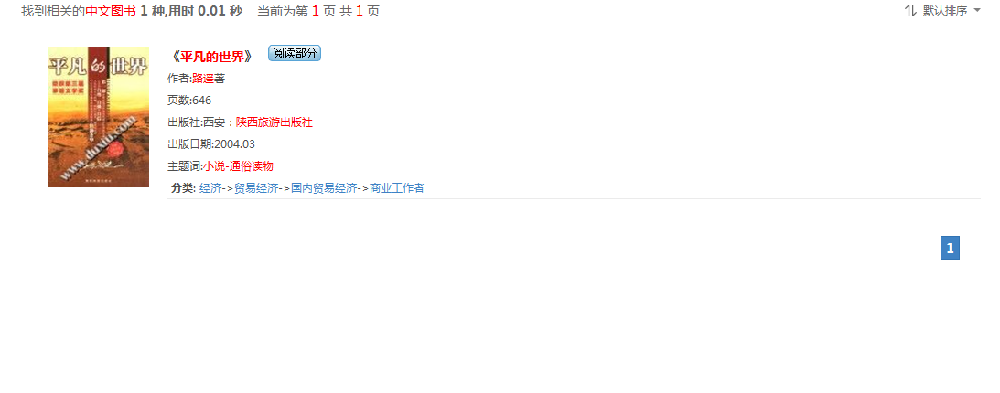 找到相关的中文图书 1 种,用时 0.01 秒 当前为第 1 页 共 1 页
默认排序
平凡的世界
www.duxiu.com
《平凡的世界》 阅读部分
作者:路遥著
页数:646
出版社:西安：陕西旅游出版社
出版日期:2004.03
主题词:小说-通俗读物
分类: 经济->贸易经济->国内贸易经济->商业工作者
1